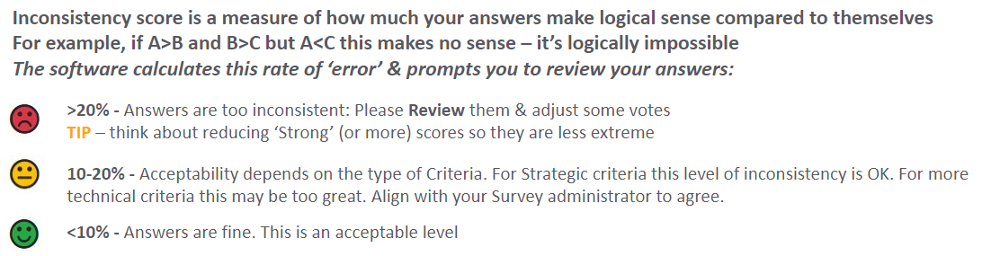 Inconsistency score is a measure of how much your answers make logical sense compared to themselves
For example, if A>B and B>C but A<C this makes no sense – it's logically impossible
The software calculates this rate of 'error' & prompts you to review your answers:
>20% - Answers are too inconsistent: Please Review them & adjust some votes
TIP – think about reducing 'Strong' (or more) scores so they are less extreme
10-20% - Acceptability depends on the type of Criteria. For Strategic criteria this level of inconsistency is OK. For more
technical criteria this may be too great. Align with your Survey administrator to agree.
<10% - Answers are fine. This is an acceptable level